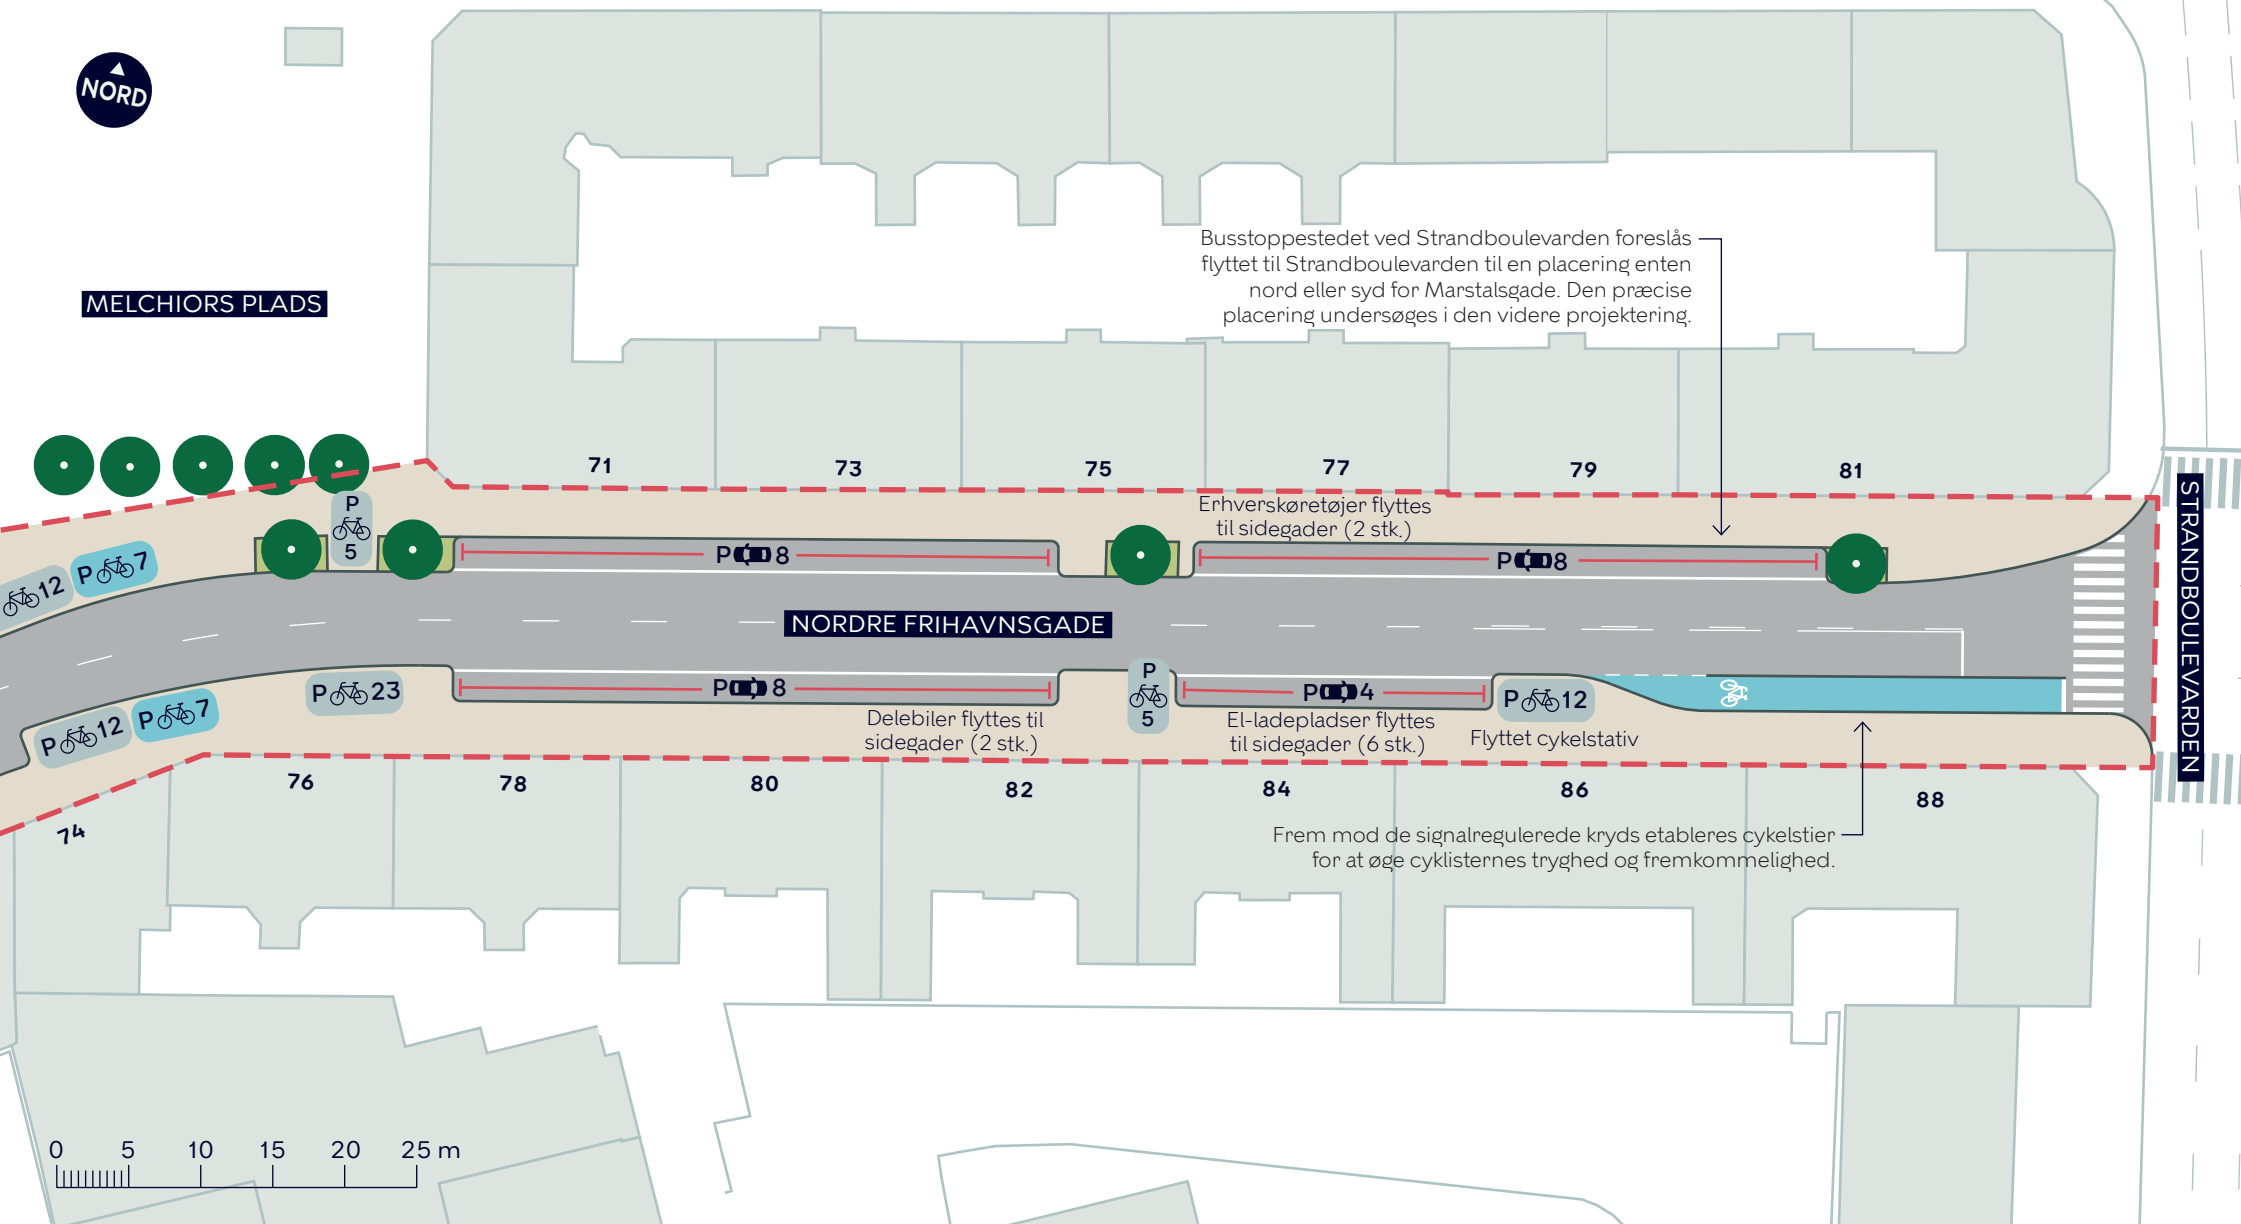 NORD
MELCHIORS PLADS
Busstoppestedet ved Strandboulevarden foreslås
flyttet til Strandboulevarden til en placering enten
nord eller syd for Marstalsgade. Den præcise
placering undersøges i den videre projektering.
71
73
75
77
79
81
Erhverskøretøjer flyttes
til sidegader (2 stk.)
P
5
12
P 7
P 8
P 8
NORDRE FRIHAVNSGADE
STRANDBOULEVARDEN
P 12
P 7
P 23
P 8
P
5
P 4
P 12
Delebiler flyttes til
sidegader (2 stk.)
El-ladepladser flyttes
til sidegader (6 stk.)
Flyttet cykelstativ
74
76
78
80
82
84
86
88
Frem mod de signalregulerede kryds etableres cykelstier
for at øge cyklisternes tryghed og fremkommelighed.
0 5 10 15 20 25 m